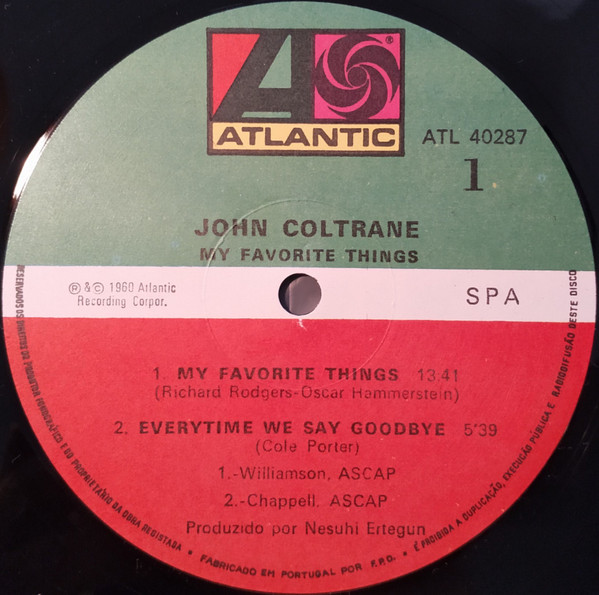 ATLANTIC®
ATL 40287
1
JOHN COLTRANE
MY FAVORITE THINGS
℗ & © 1960 Atlantic
Recording Corpor.
SPA
1. MY FAVORITE THINGS 13.41
(Richard Rodgers-Oscar Hammerstein)
2. EVERYTIME WE SAY GOODBYE 5'39
(Cole Porter)
1.-Williamson, ASCAP
2.-Chappell, ASCAP
Produzido por Nesuhi Ertegun
RESERVADOS OS DIREITOS DO PRODUTOR FONOGRÁFICO E DO PROPRIETÁRIO DA OBRA REGISTADA • FABRICADO EM PORTUGAL POR F.P.D. • É PROIBIDA A DUPLICAÇÃO, EXECUÇÃO PÚBLICA E RADIODIFUSÃO DESTE DISCO